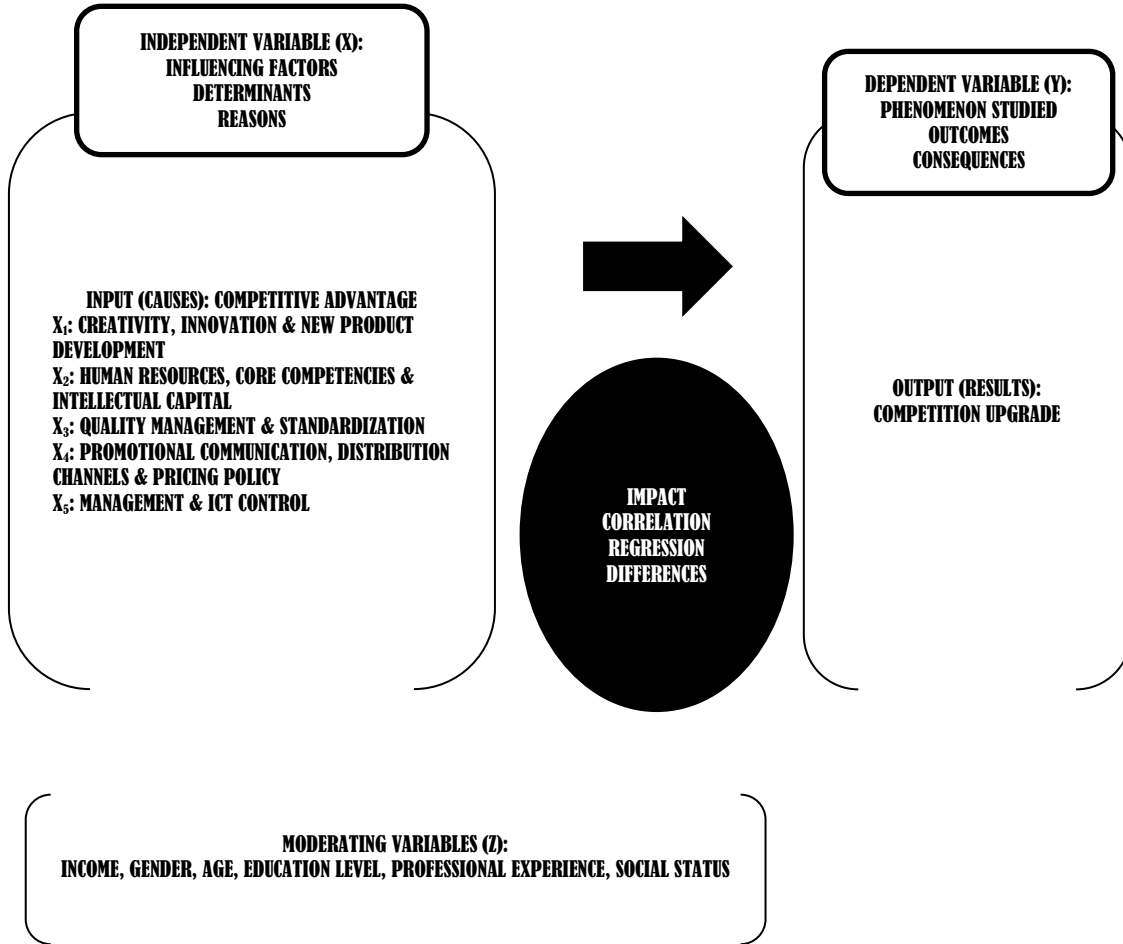 INDEPENDENT VARIABLE (X):
INFLUENCING FACTORS
DETERMINANTS
REASONS
INPUT (CAUSES): COMPETITIVE ADVANTAGE
X₁: CREATIVITY, INNOVATION & NEW PRODUCT
DEVELOPMENT
X₂: HUMAN RESOURCES, CORE COMPETENCIES &
INTELLECTUAL CAPITAL
X₃: QUALITY MANAGEMENT & STANDARDIZATION
X₄: PROMOTIONAL COMMUNICATION, DISTRIBUTION
CHANNELS & PRICING POLICY
X₅: MANAGEMENT & ICT CONTROL
IMPACT
CORRELATION
REGRESSION
DIFFERENCES
DEPENDENT VARIABLE (Y):
PHENOMENON STUDIED
OUTCOMES
CONSEQUENCES
OUTPUT (RESULTS):
COMPETITION UPGRADE
MODERATING VARIABLES (Z):
INCOME, GENDER, AGE, EDUCATION LEVEL, PROFESSIONAL EXPERIENCE, SOCIAL STATUS